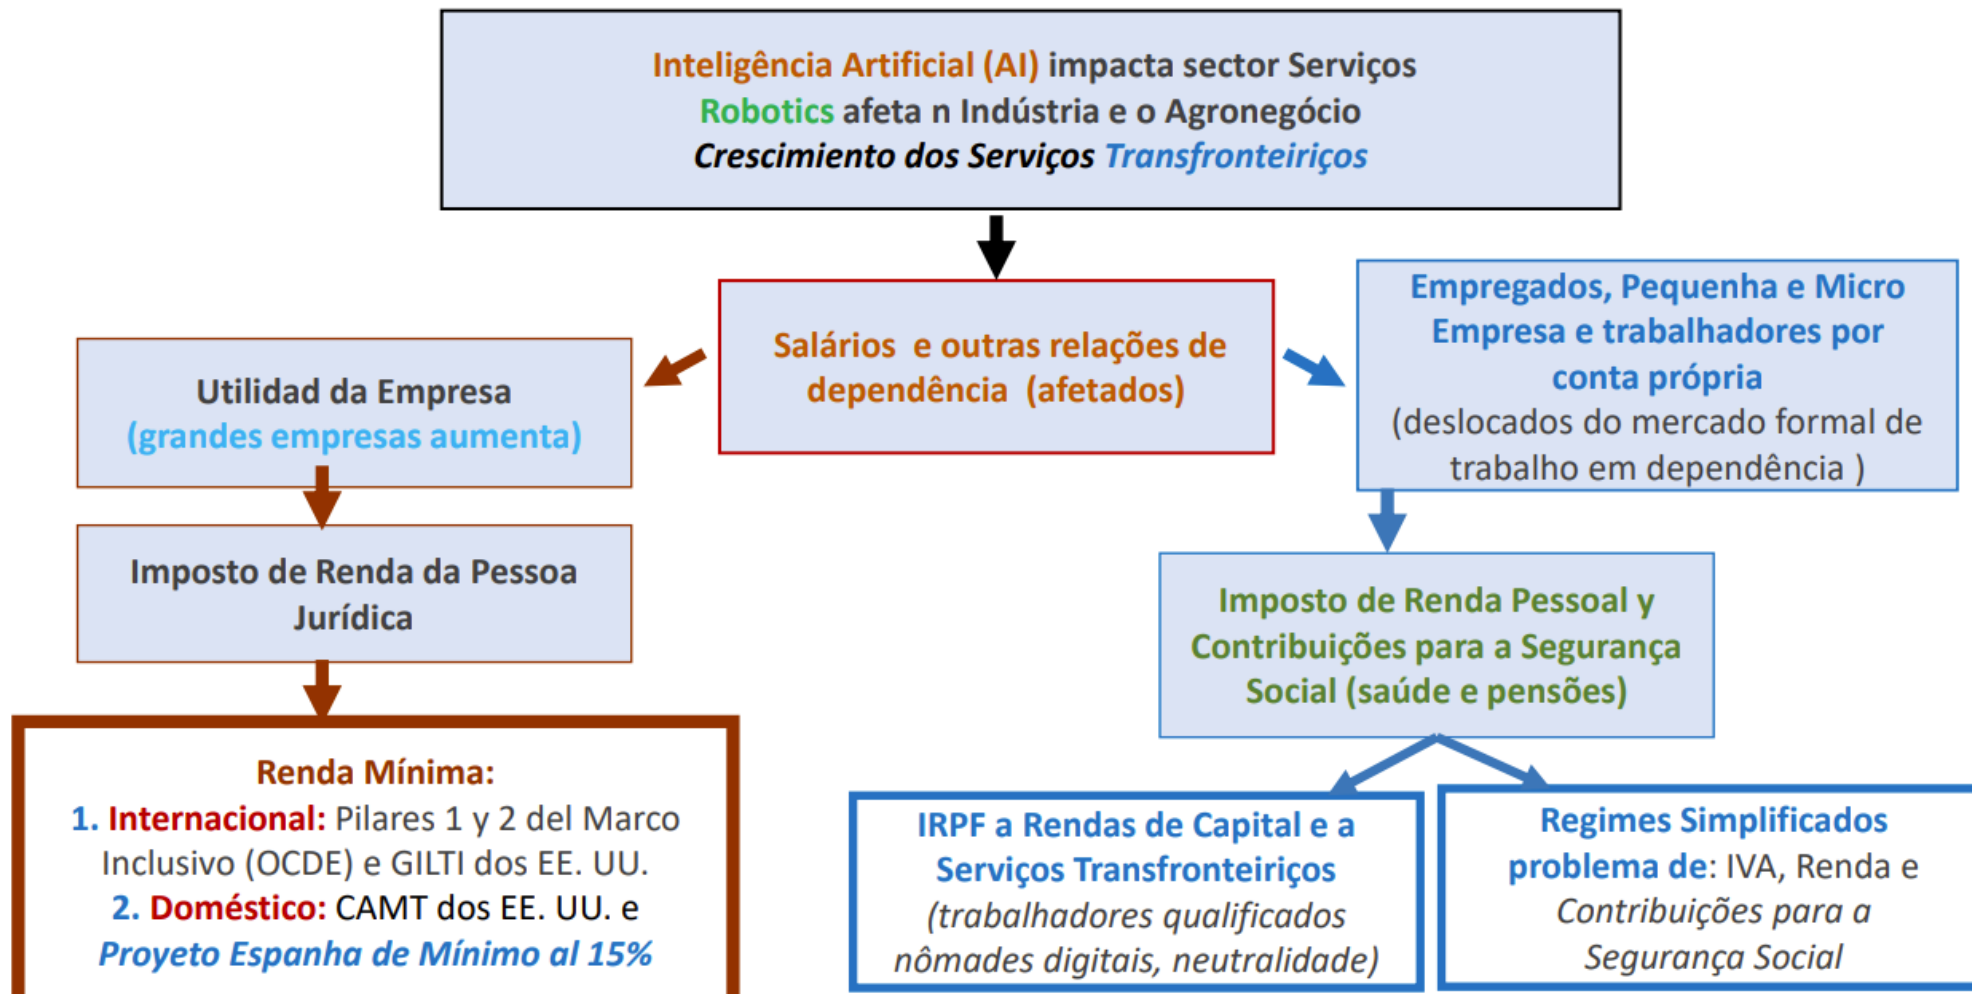 Inteligência Artificial (AI) impacta sector Serviços
Robotics afeta n Indústria e o Agronegócio
Crescimiento dos Serviços Transfronteiriços
Salários e outras relações de
dependência (afetados)
Utilidad da Empresa
(grandes empresas aumenta)
Imposto de Renda da Pessoa
Jurídica
Renda Mínima:
1. Internacional: Pilares 1 y 2 del Marco
Inclusivo (OCDE) e GILTI dos EE. UU.
2. Doméstico: CAMT dos EE. UU. e
Proyeto Espanha de Mínimo al 15%
Empregados, Pequenha e Micro
Empresa e trabalhadores por
conta própria
(deslocados do mercado formal de
trabalho em dependência )
Imposto de Renda Pessoal y
Contribuições para a Segurança
Social (saúde e pensões)
IRPF a Rendas de Capital e a
Serviços Transfronteiriços
(trabalhadores qualificados
nômades digitais, neutralidade)
Regimes Simplificados
problema de: IVA, Renda e
Contribuições para a
Segurança Social